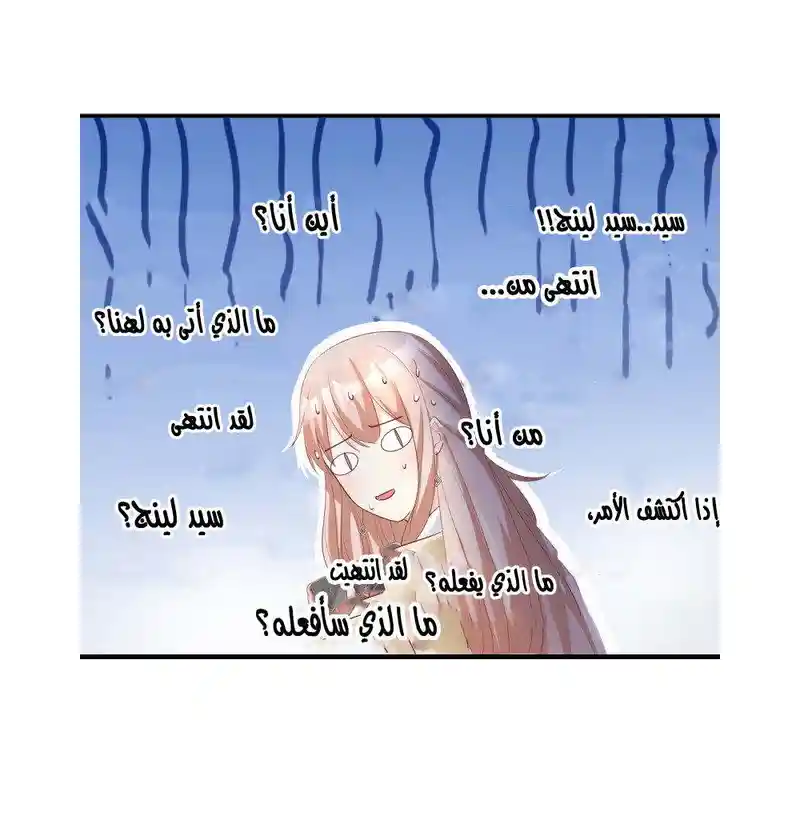 سيد..سيد لينج!!
أين أنا؟
انتهى من...
ما الذي أتى به لهنا؟
لقد انتهى
من أنا؟
إذا اكتشف الأمر،
سيد لينج؟
لقد انتهيت
ما الذي يفعله؟
ما الذي سأفعله؟